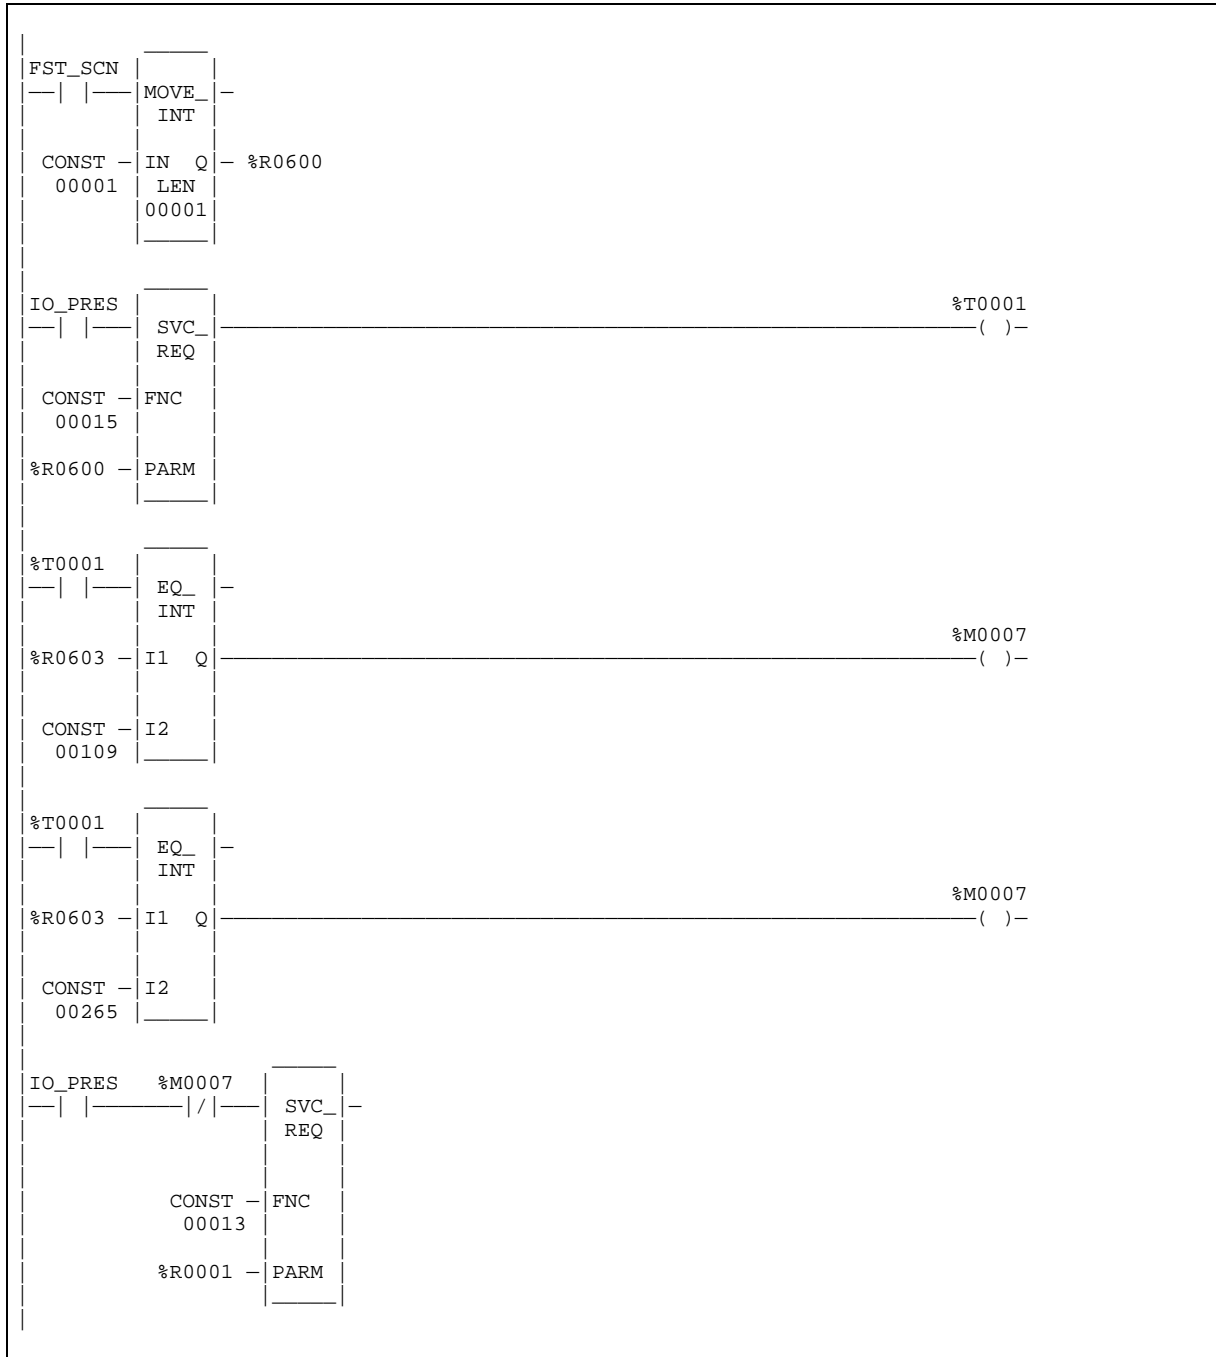 FST_SCN
MOVE_
INT
CONST IN Q %R0600
00001 LEN
00001
IO_PRES %T0001
SVC_ ( )
REQ
CONST FNC
00015
%R0600 PARM
%T0001
EQ_
INT
%M0007
%R0603 I1 Q ( )
CONST I2
00109
%T0001
EQ_
INT
%M0007
%R0603 I1 Q ( )
CONST I2
00265
IO_PRES %M0007
/ SVC_
REQ
CONST FNC
00013
%R0001 PARM